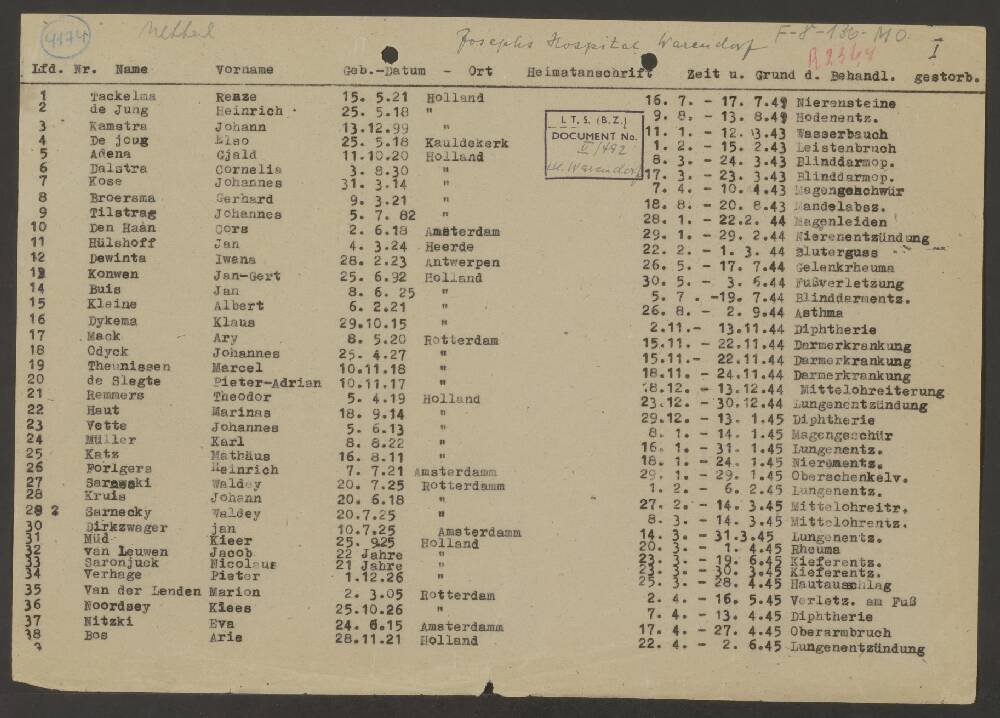 4174
Josephs Hospital Warendorf F-8-130-MO.
R 2364 I
Lfd. Nr. Name Vorname Geb.-Datum - Ort Heimatanschrift Zeit u. Grund d. Behandl. gestorb.
I.T.S. (B.Z.)
DOCUMENT No.
Warendorf
1 Tackelma Renze 15. 5.21 Holland 16. 7. - 17. 7.41 Nierensteine
2 de Jung Heinrich 25. 5.18 " 9. 8. - 13. 8.41 Hodenentz.
3 Kamstra Johann 13.12.99 " 11. 1. - 12. 3.43 Wasserbauch
4 De joug Elso 25. 5.18 Kauldekerk 1. 2. - 15. 2.43 Leistenbruch
5 Adena Gjald 11.10.20 Holland 8. 3. - 24. 3.43 Blinddarmop.
6 Dalstra Cornelia 3. 8.30 " 17. 3. - 23. 3.43 Blinddarmop.
7 Kose Johannes 31. 3.14 " 7. 4. - 10. 4.43 Magengeschwür
8 Broersma Gerhard 9. 3.21 " 18. 8. - 20. 8.43 Mandelabsz.
9 Tilstrag Johannes 5. 7. 82 " 28. 1. - 22.2. 44 Magenleiden
10 Den Haan Cors 2. 6.18 Amsterdam 29. 1. - 29. 2.44 Nierenentzündung
11 Hülshoff Jan 4. 3.24 Heerde 22. 2. - 1. 3. 44 Bluterguss
12 Dewinta Iwena 28. 2.23 Antwerpen 26. 5. - 17. 7.44 Gelenkrheuma
13 Konwen Jan-Gert 25. 6.92 Holland 30. 5. - 3. 6.44 Fußverletzung
14 Buis Jan 8. 6. 25 " 5. 7 . -19. 7.44 Blinddarmentz.
15 Kleine Albert 6. 2.21 " 26. 8. - 2. 9.44 Asthma
16 Dykema Klaus 29.10.15 " 2.11.- 13.11.44 Diphtherie
17 Mack Ary 8. 5.20 Rotterdam 15.11. - 22.11.44 Darmerkrankung
18 Odyck Johannes 25. 4.27 " 15.11.- 22.11.44 Darmerkrankung
19 Theunissen Marcel 10.11.18 " 18.11. - 24.11.44 Darmerkrankung
20 de Slegte Pieter-Adrian 10.11.17 " 8.12. - 13.12.44 Mittelohreiterung
21 Remmers Theodor 5. 4.19 Holland 23.12. - 30.12.44 Lungenentzündung
22 Haut Marinas 18. 9.14 " 29.12. - 13. 1.45 Diphtherie
23 Vette Johannes 5. 6.13 " 8. 1. - 14. 1.45 Magengeschür
24 Müller Karl 8. 8.22 " 16. 1. - 31. 1.45 Lungenentz.
25 Katz Mathäus 16. 8.11 " 18. 1. - 24. 1.45 Nierementz.
26 Forlgers Heinrich 7. 7.21 Amsterdamm 29. 1. - 29. 1.45 Oberschenkelv.
27 Sarnwski Waldey 20. 7.25 Rotterdamm 1. 2. - 6. 2.45 Lungenentz.
28 Kruis Johann 20. 6.18 " 27. 2. - 14. 3.45 Mittelohreitr.
28 2 Sarnecky Waldey 20.7.25 " 8. 3. - 14. 3.45 Mittelohrentz.
30 Dirkzwager jan 10.7.25 Amsterdamm 14. 3. - 31.3.45 Lungenentz.
31 Müd Kieer 25. 925 Holland 20. 3. - 1. 4.45 Rheuma
32 van Leuwen Jacob 22 Jahre " 23. 3. - 19. 6.45 Kieferentz.
33 Saronjuck Nicolaus 21 Jahre " 23. 3. - 30. 3.45 Kieferentz.
34 Verhage Pieter 1.12.26 " 25. 3. - 28. 4.45 Hautausschlag
35 Van der Lenden Marion 2. 3.05 Rotterdam 2. 4. - 16. 5.45 Verletz. am Fuß
36 Noordsey Klees 25.10.26 " 7. 4. - 13. 4.45 Diphtherie
37 Nitzki Eva 24. 6.15 Amsterdamm 17. 4. - 27. 4.45 Oberarmbruch
38 Bos Arie 28.11.21 Holland 22. 4. - 2. 6.45 Lungenentzündung